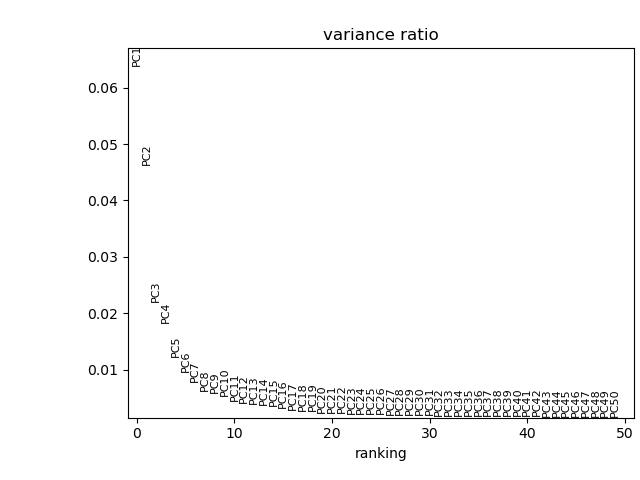 variance ratio
0.06
0.05
0.04
0.03
0.02
0.01
PC1
PC2
PC3
PC4
PC5
PC6
PC7
PC8
PC9
PC10
PC11
PC12
PC13
PC14
PC15
PC16
PC17
PC18
PC19
PC20
PC21
PC22
PC23
PC24
PC25
PC26
PC27
PC28
PC29
PC30
PC31
PC32
PC33
PC34
PC35
PC36
PC37
PC38
PC39
PC40
PC41
PC42
PC43
PC44
PC45
PC46
PC47
PC48
PC49
PC50
0 10 20 30 40 50
ranking